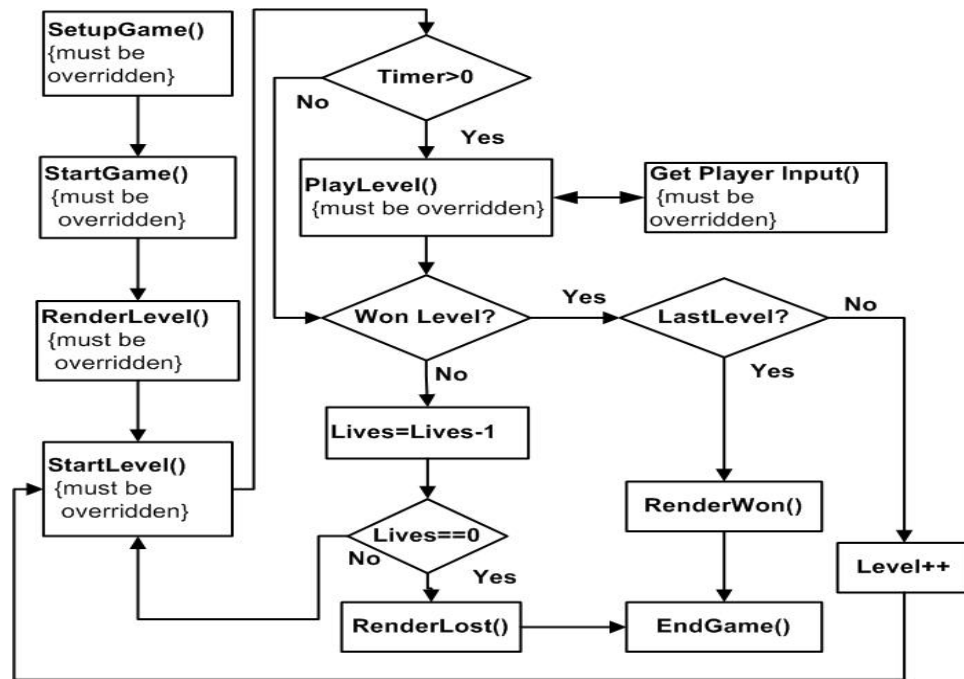 SetupGame()
{must be
overridden}
StartGame()
{must be
overridden}
RenderLevel()
{must be
overridden}
StartLevel()
{must be
overridden}
Timer>0
No
Yes
PlayLevel()
{must be overridden}
Get Player Input()
{must be
overridden}
Won Level?
Yes
LastLevel?
No
No
Yes
Lives=Lives-1
Lives==0
No
Yes
RenderLost()
RenderWon()
EndGame()
Level++